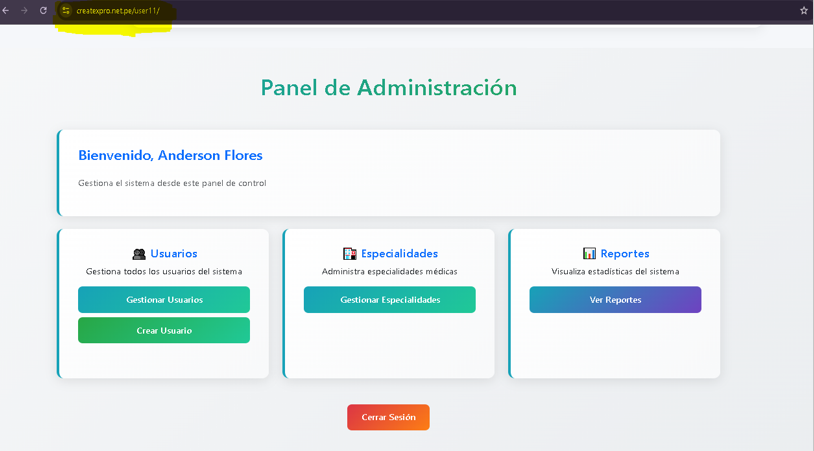 createxpro.net.pe/user11/
Panel de Administración
Bienvenido, Anderson Flores
Gestiona el sistema desde este panel de control
Usuarios
Gestiona todos los usuarios del sistema
Gestionar Usuarios
Crear Usuario
Especialidades
Administra especialidades médicas
Gestionar Especialidades
Reportes
Visualiza estadísticas del sistema
Ver Reportes
Cerrar Sesión